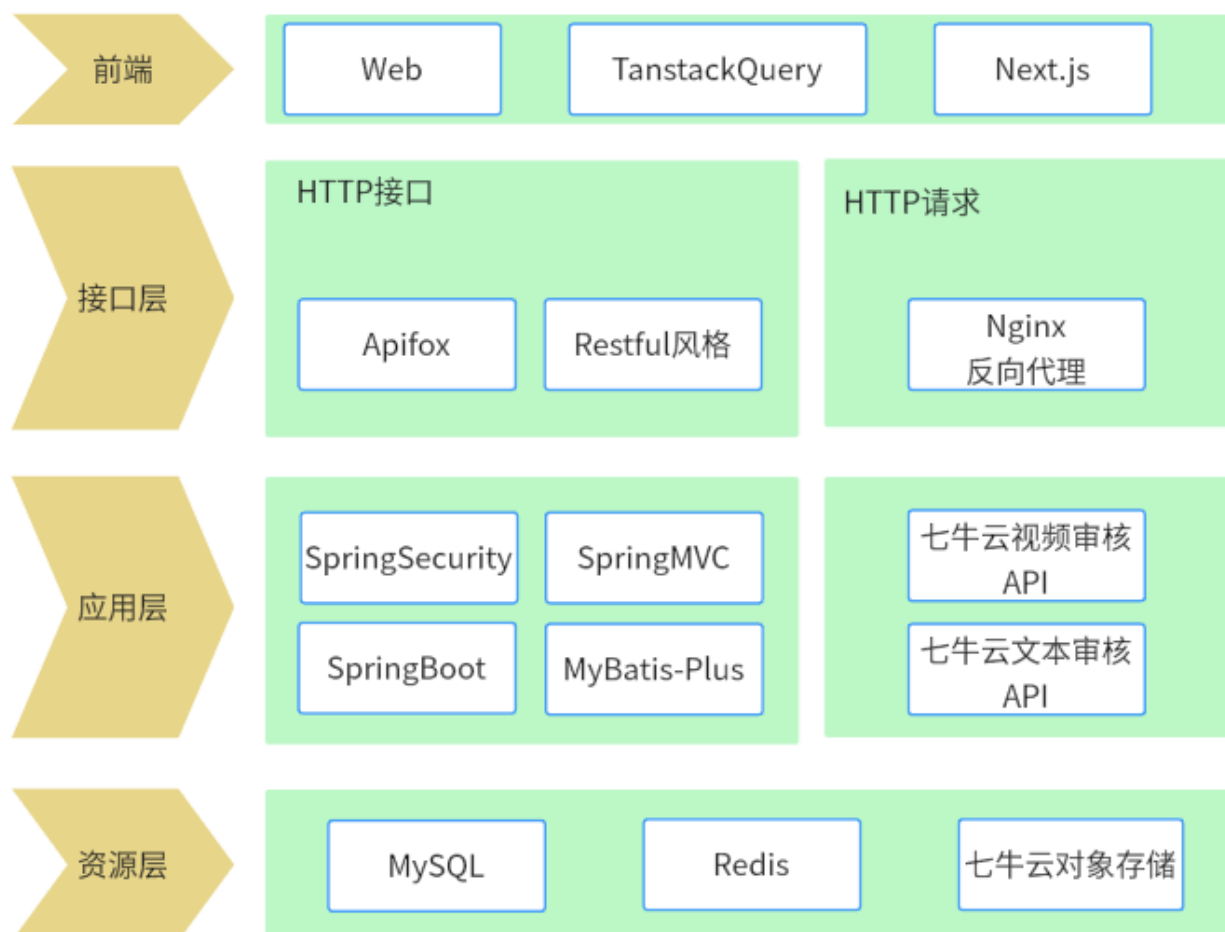 前端
Web
TanstackQuery
Next.js
接口层
HTTP接口
Apifox
Restful风格
HTTP请求
Nginx
反向代理
应用层
SpringSecurity
SpringMVC
SpringBoot
MyBatis-Plus
七牛云视频审核
API
七牛云文本审核
API
资源层
MySQL
Redis
七牛云对象存储